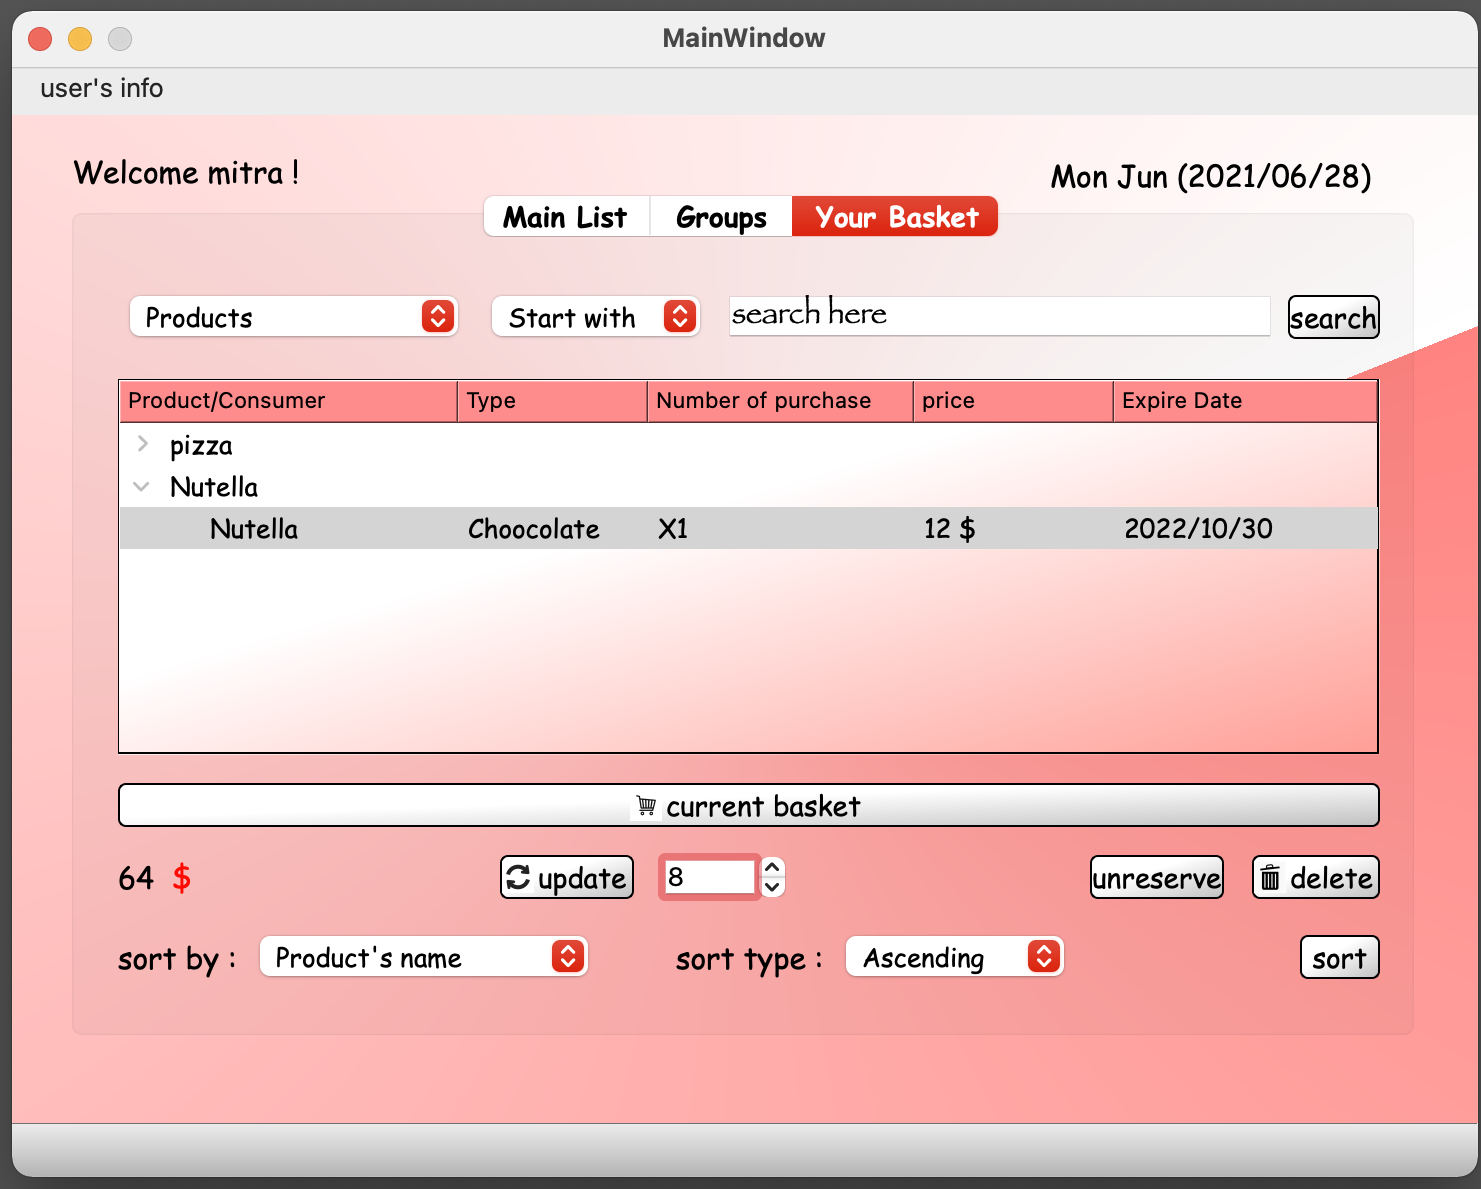 MainWindow
user's info
Welcome mitra !
Mon Jun (2021/06/28)
Main List Groups Your Basket
Products Start with search here search
Product/Consumer Type Number of purchase price Expire Date
pizza
Nutella
Nutella Choocolate X1 12 $ 2022/10/30
current basket
64 $ update 8 unreserve delete
sort by : Product's name sort type : Ascending sort